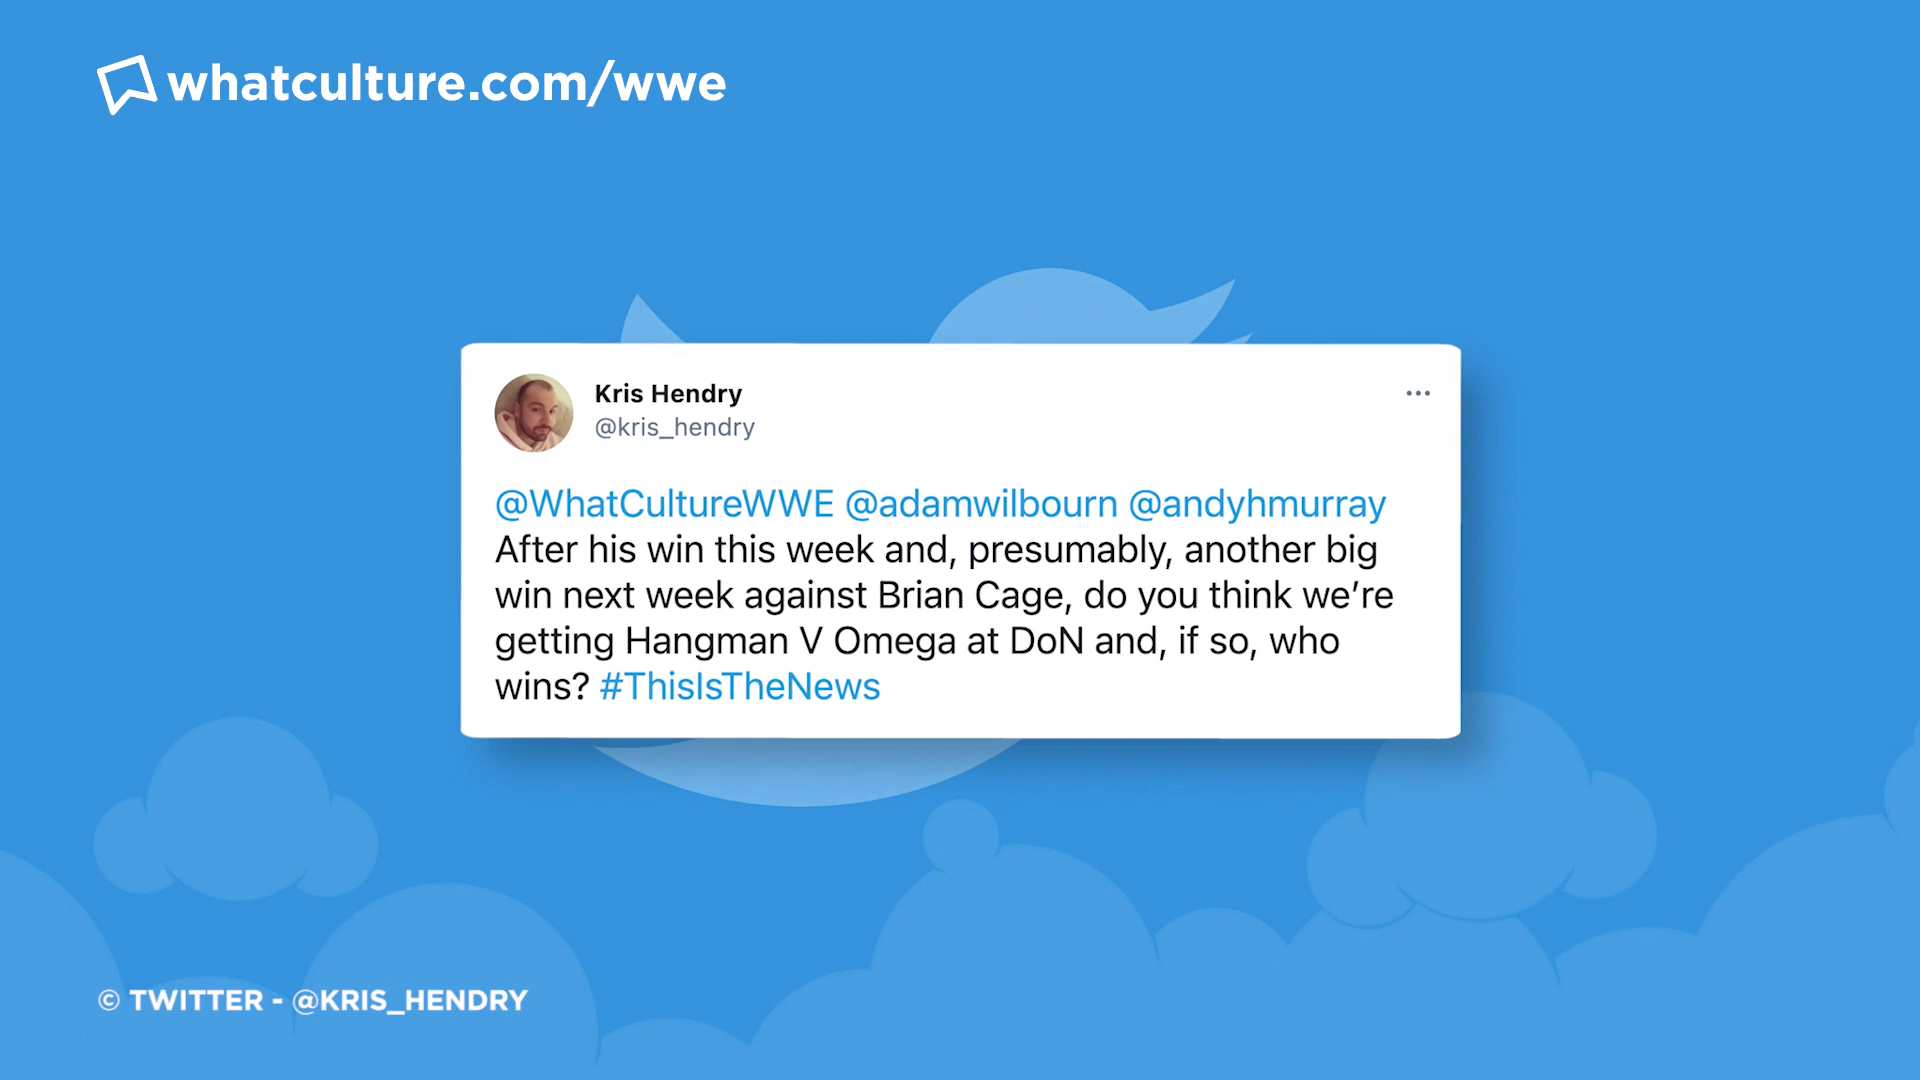 whatculture.com/wwe
Kris Hendry
@kris_hendry
@WhatCultureWWE @adamwilbourn @andyhmurray
After his win this week and, presumably, another big
win next week against Brian Cage, do you think we’re
getting Hangman V Omega at DoN and, if so, who
wins? #ThisIsTheNews
© TWITTER - @KRIS_HENDRY